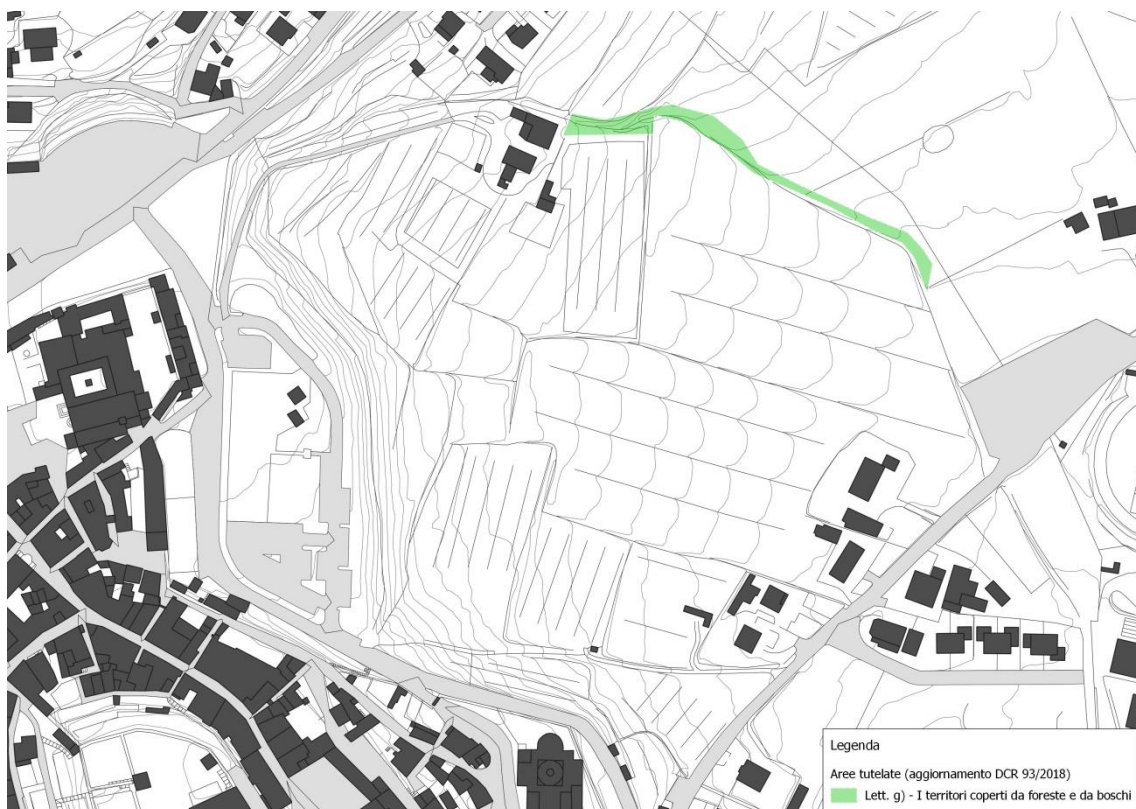 Legenda
Aree tutelate (aggiornamento DCR 93/2018)
Lett. g) - I territori coperti da foreste e da boschi